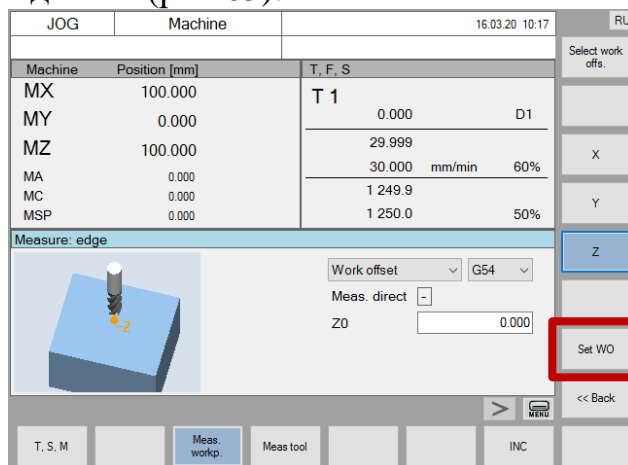 JOG Machine 16.03.20 10:17 RU
Select work offs.
Machine Position [mm] T, F, S
MX 100.000 T 1
MY 0.000 0.000 D1
MZ 100.000 29.999
30.000 mm/min 60% X
MA 0.000
MC 0.000 1 249.9
MSP 0.000 1 250.0 50% Y
Measure: edge Z
Work offset G54
Meas. direct -
Z0 0.000
-Z
Set WO
> MENU << Back
T, S, M Meas. workp. Meas tool INC